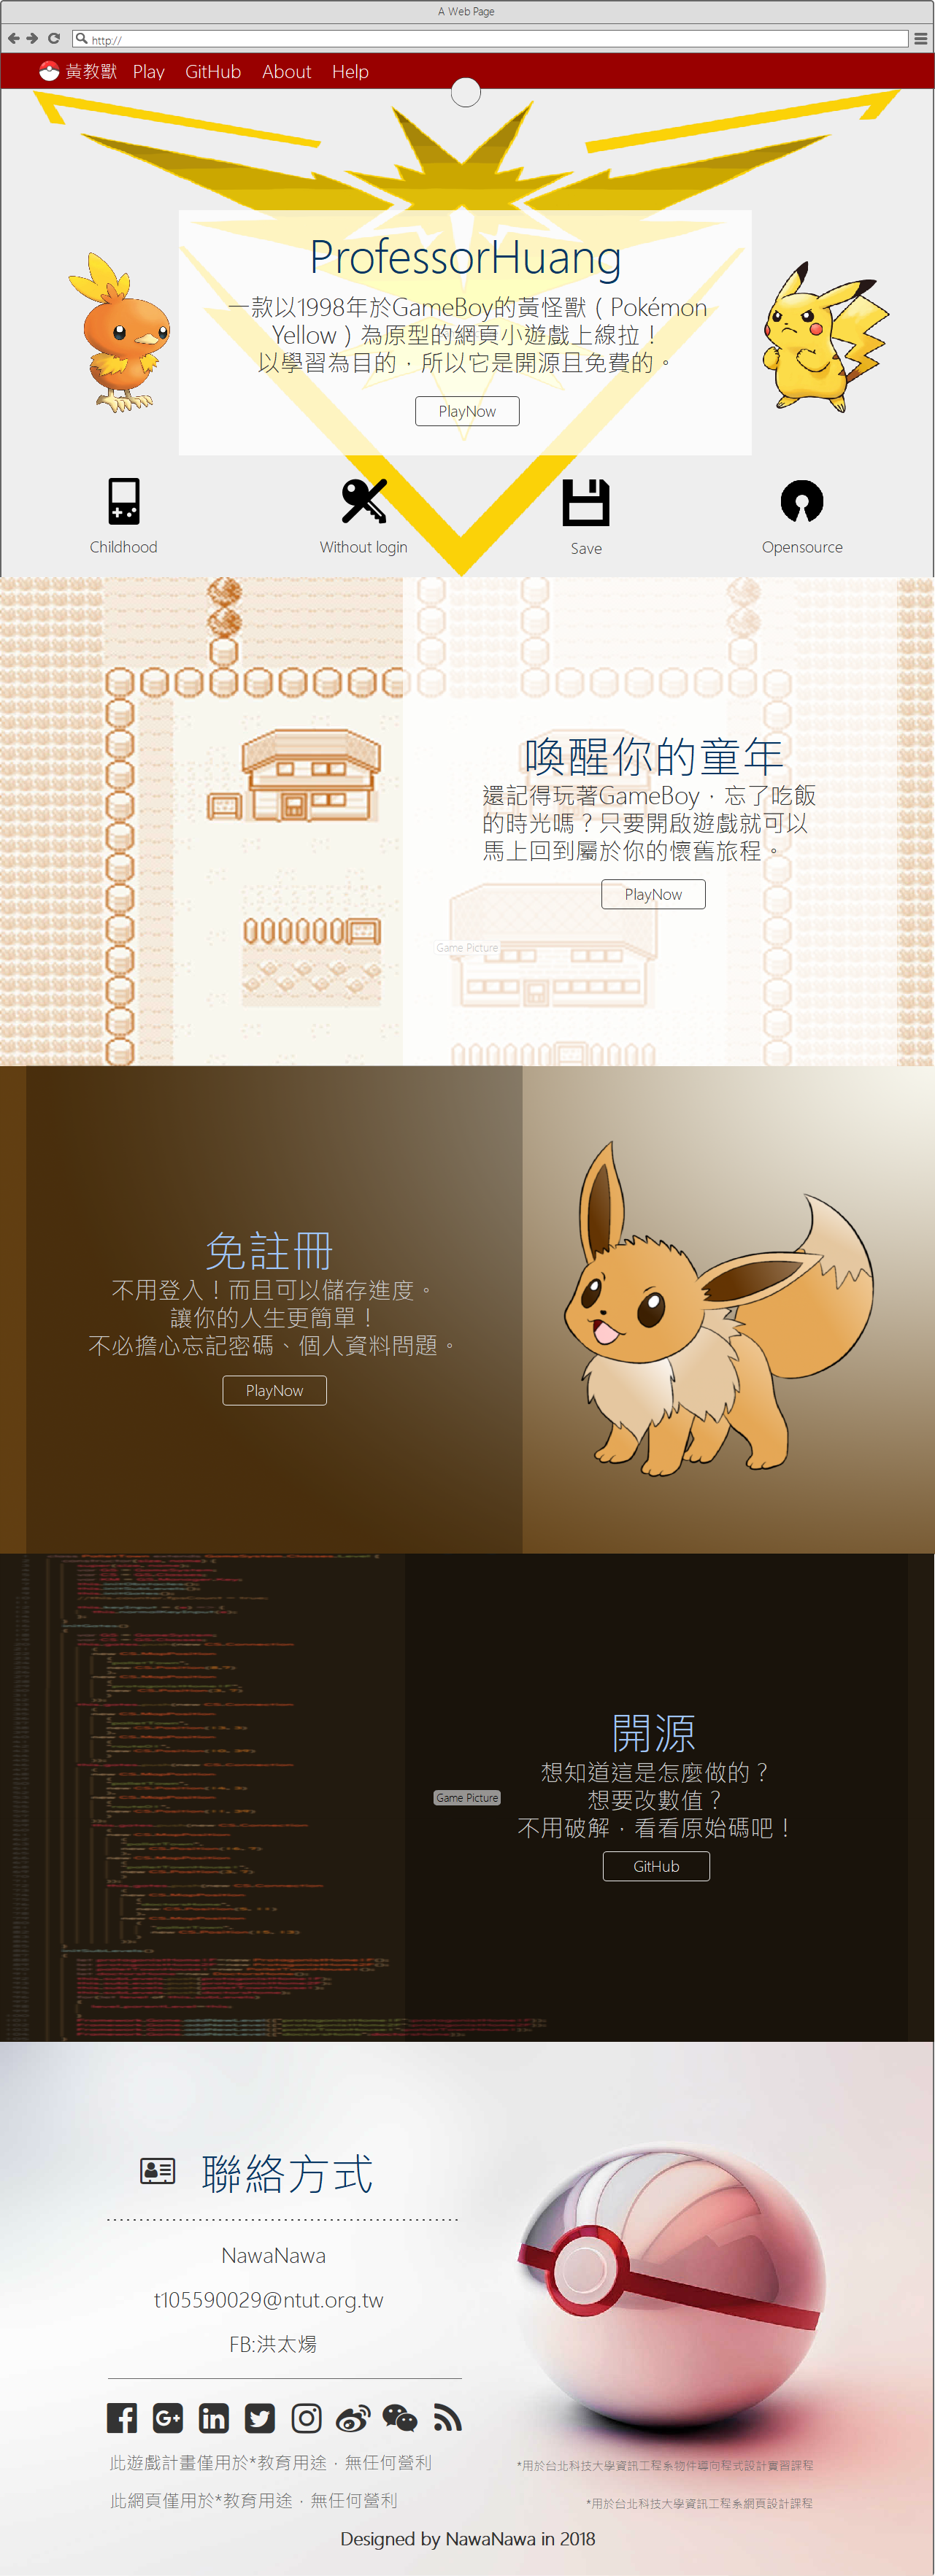 A Web Page
http://
黃教獸 Play GitHub About Help
ProfessorHuang
一款以1998年於GameBoy的黃怪獸（Pokémon
Yellow）為原型的網頁小遊戲上線拉！
以學習為目的，所以它是開源且免費的。
PlayNow
Childhood
Without login
Save
Opensource
喚醒你的童年
還記得玩著GameBoy，忘了吃飯
的時光嗎？只要開啟遊戲就可以
馬上回到屬於你的懷舊旅程。
PlayNow
Game Picture
免註冊
不用登入！而且可以儲存進度。
讓你的人生更簡單！
不必擔心忘記密碼、個人資料問題。
PlayNow
開源
想知道這是怎麼做的？
想要改數值？
不用破解，看看原始碼吧！
Game Picture
GitHub
聯絡方式
NawaNawa
t105590029@ntut.org.tw
FB:洪太煬
此遊戲計畫僅用於*教育用途，無任何營利
*用於台北科技大學資訊工程系物件導向程式設計實習課程
此網頁僅用於*教育用途，無任何營利
*用於台北科技大學資訊工程系網頁設計課程
Designed by NawaNawa in 2018